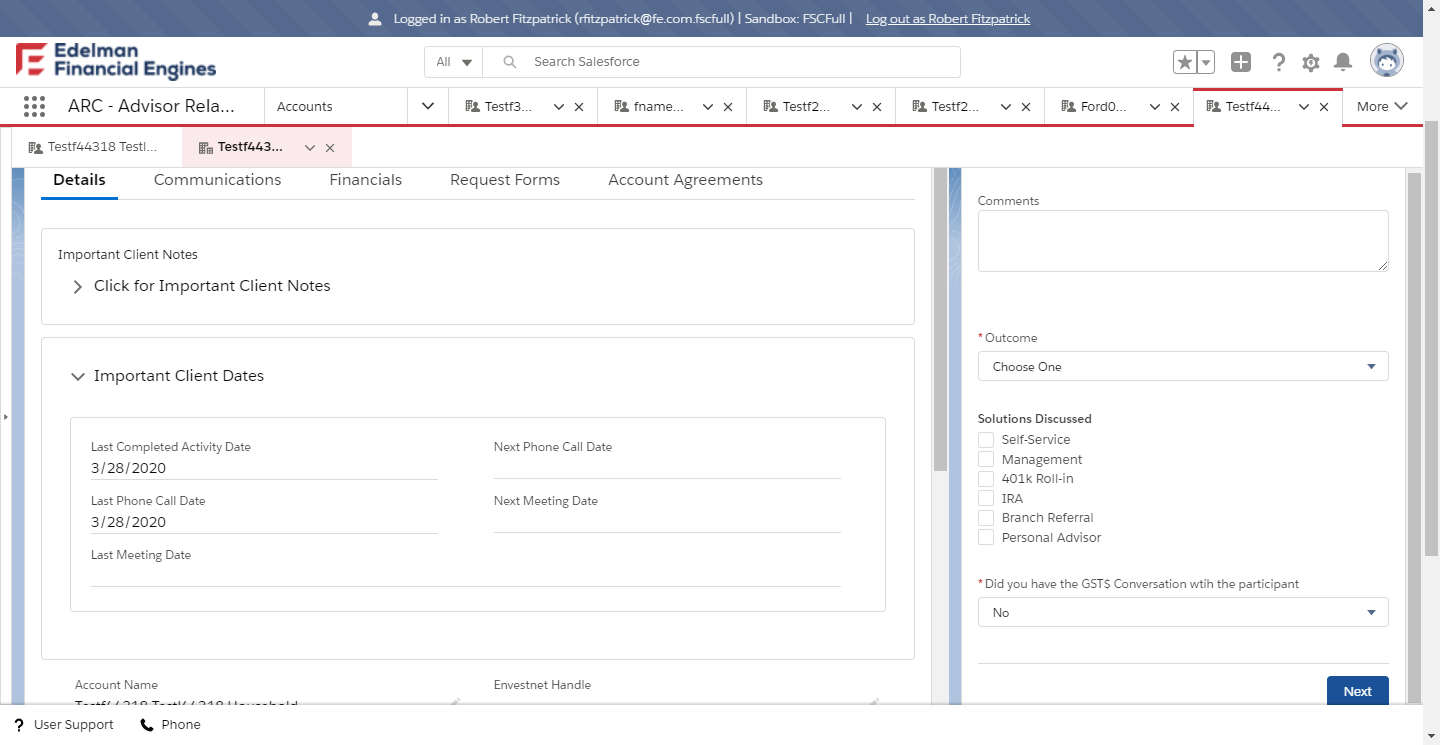 Logged in as Robert Fitzpatrick (rfitzpatrick@fe.com.fscfull) | Sandbox: FSCFull | Log out as Robert Fitzpatrick
Edelman
Financial Engines
All
Search Salesforce
ARC - Advisor Rela...
Accounts
Testf3...
fname...
Testf2...
Testf2...
Ford0...
Testf44...
More
Testf44318 Testl...
Testf443...
Details
Communications
Financials
Request Forms
Account Agreements
Important Client Notes
Click for Important Client Notes
Important Client Dates
Last Completed Activity Date
3/28/2020
Next Phone Call Date
Last Phone Call Date
3/28/2020
Next Meeting Date
Last Meeting Date
Account Name
Testf44318 Testl44318 Household
Envestnet Handle
Comments
* Outcome
Choose One
Solutions Discussed
Self-Service
Management
401k Roll-in
IRA
Branch Referral
Personal Advisor
* Did you have the GST$ Conversation wtih the participant
No
Next
? User Support
Phone